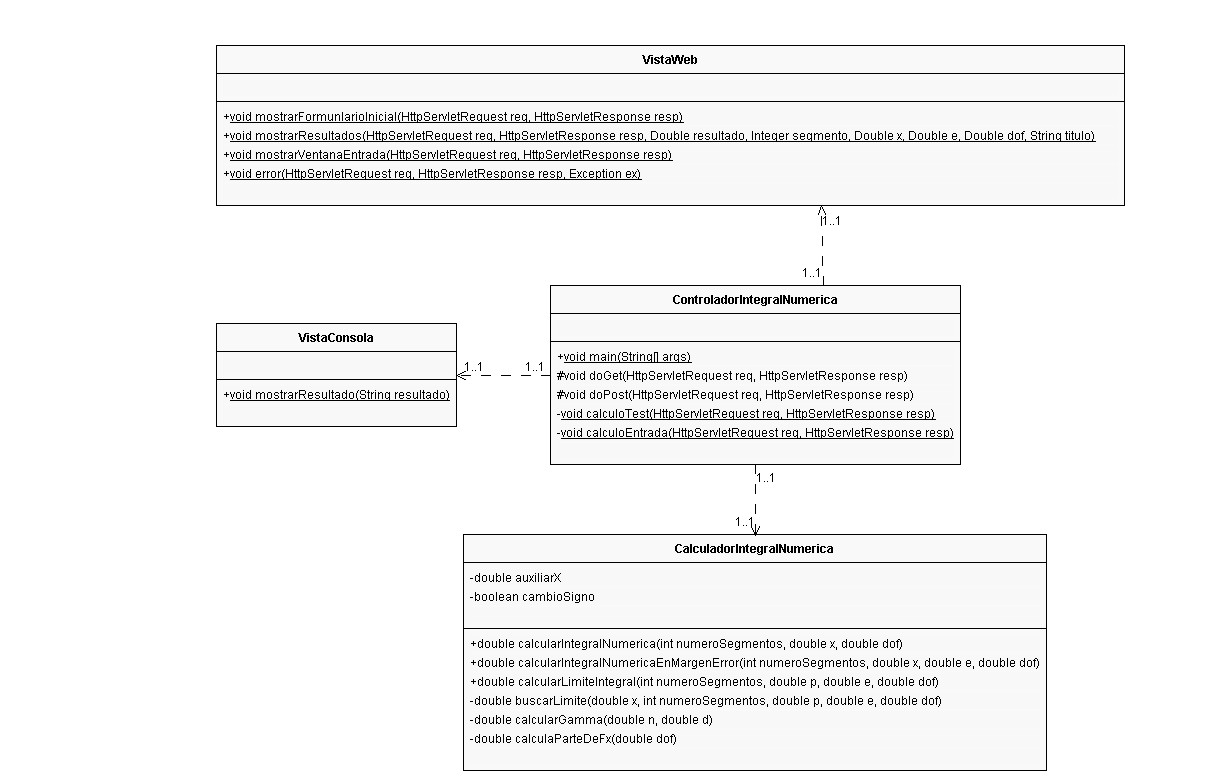 VistaWeb
+void mostrarFormunlarioInicial(HttpServletRequest req, HttpServletResponse resp)
+void mostrarResultados(HttpServletRequest req, HttpServletResponse resp, Double resultado, Integer segmento, Double x, Double e, Double dof, String titulo)
+void mostrarVentanaEntrada(HttpServletRequest req, HttpServletResponse resp)
+void error(HttpServletRequest req, HttpServletResponse resp, Exception ex)
1..1
1..1
ControladorIntegralNumerica
+void main(String[] args)
#void doGet(HttpServletRequest req, HttpServletResponse resp)
#void doPost(HttpServletRequest req, HttpServletResponse resp)
-void calculoTest(HttpServletRequest req, HttpServletResponse resp)
-void calculoEntrada(HttpServletRequest req, HttpServletResponse resp)
VistaConsola
+void mostrarResultado(String resultado)
1..1
1..1
1..1
1..1
CalculadorIntegralNumerica
-double auxiliarX
-boolean cambioSigno
+double calcularIntegralNumerica(int numeroSegmentos, double x, double dof)
+double calcularIntegralNumericaEnMargenError(int numeroSegmentos, double x, double e, double dof)
+double calcularLimiteIntegral(int numeroSegmentos, double p, double e, double dof)
-double buscarLimite(double x, int numeroSegmentos, double p, double e, double dof)
-double calcularGamma(double n, double d)
-double calculaParteDeFx(double dof)